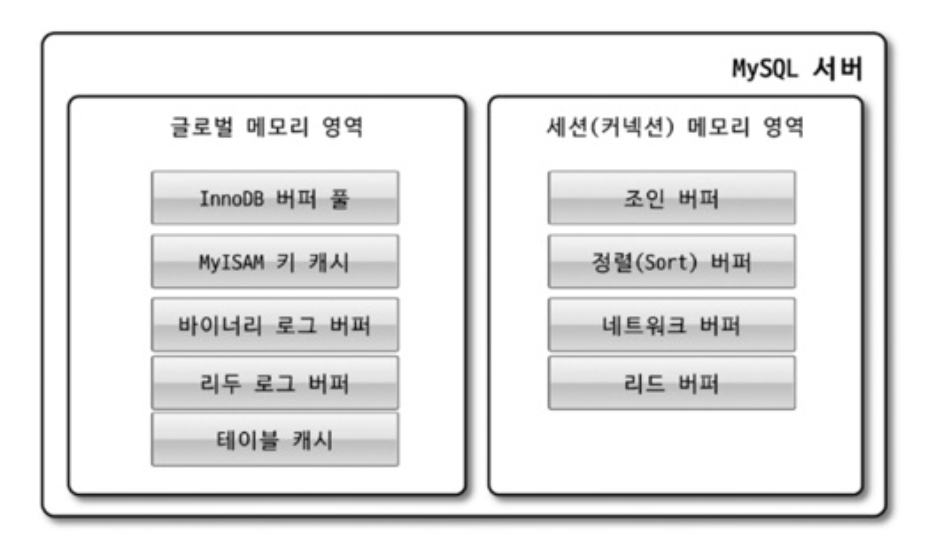 MySQL 서버
글로벌 메모리 영역
InnoDB 버퍼 풀
MyISAM 키 캐시
바이너리 로그 버퍼
리두 로그 버퍼
테이블 캐시
세션(커넥션) 메모리 영역
조인 버퍼
정렬(Sort) 버퍼
네트워크 버퍼
리드 버퍼